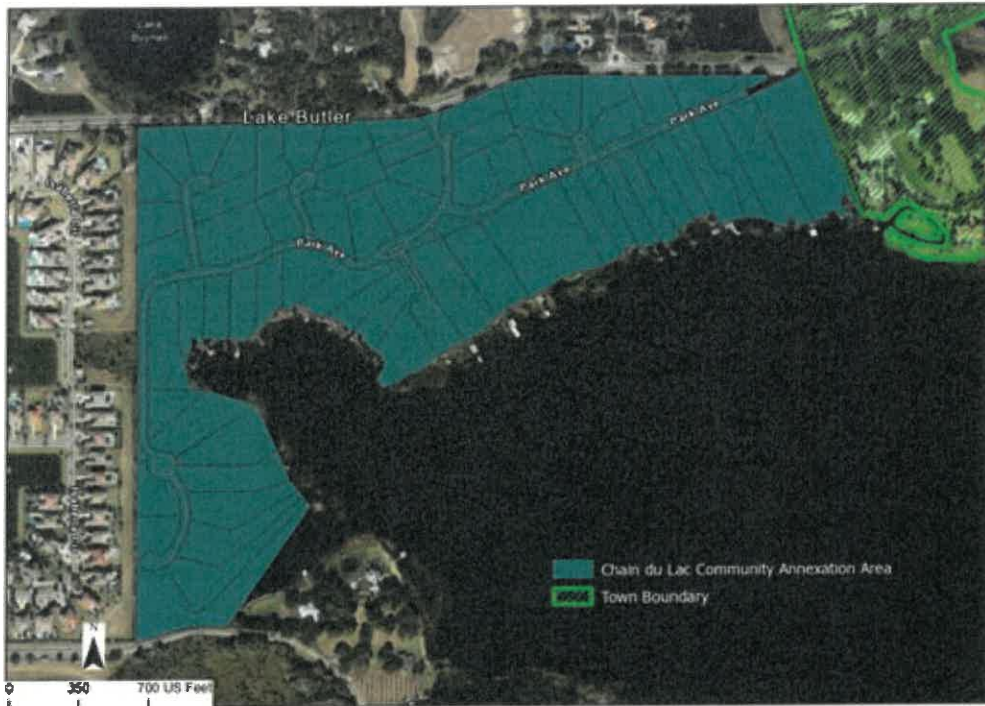 Lake Butler
Park Ave
Park Ave
Park Ave
Chain du Lac Community Annexation Area
Town Boundary
N
0 350 700 US Feet